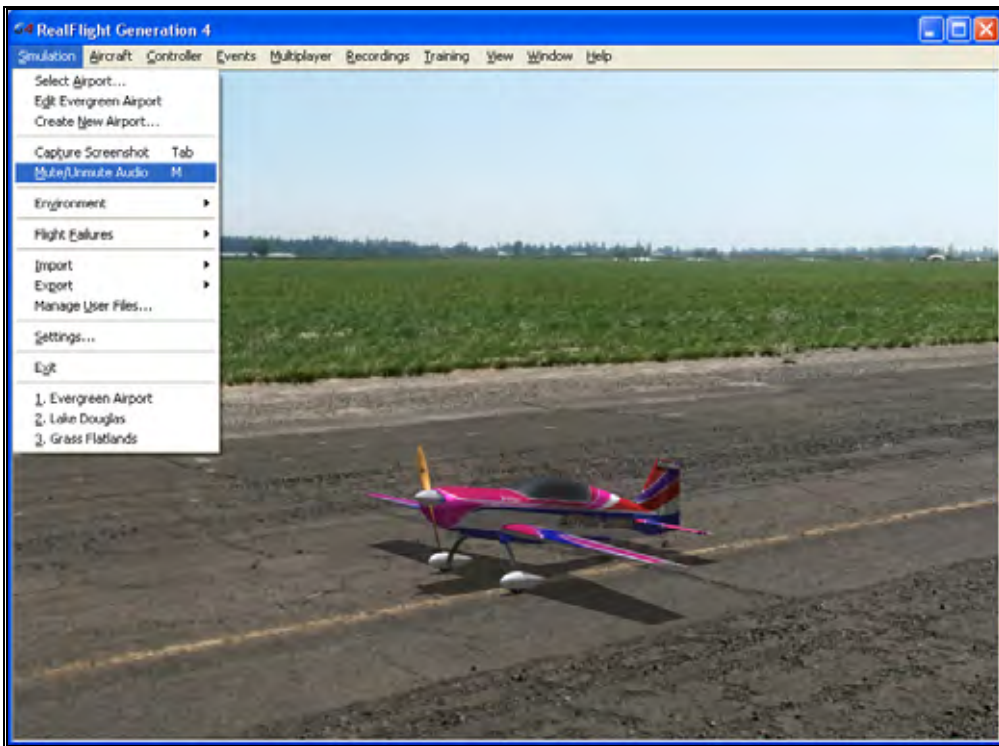 G4 RealFlight Generation 4
Simulation Aircraft Controller Events Multiplayer Recordings Training View Window Help
Select Airport...
Edit Evergreen Airport
Create New Airport...
Capture Screenshot Tab
Mute/Unmute Audio M
Environment
Flight Failures
Import
Export
Manage User Files...
Settings...
Exit
1. Evergreen Airport
2. Lake Douglas
3. Grass Flatlands